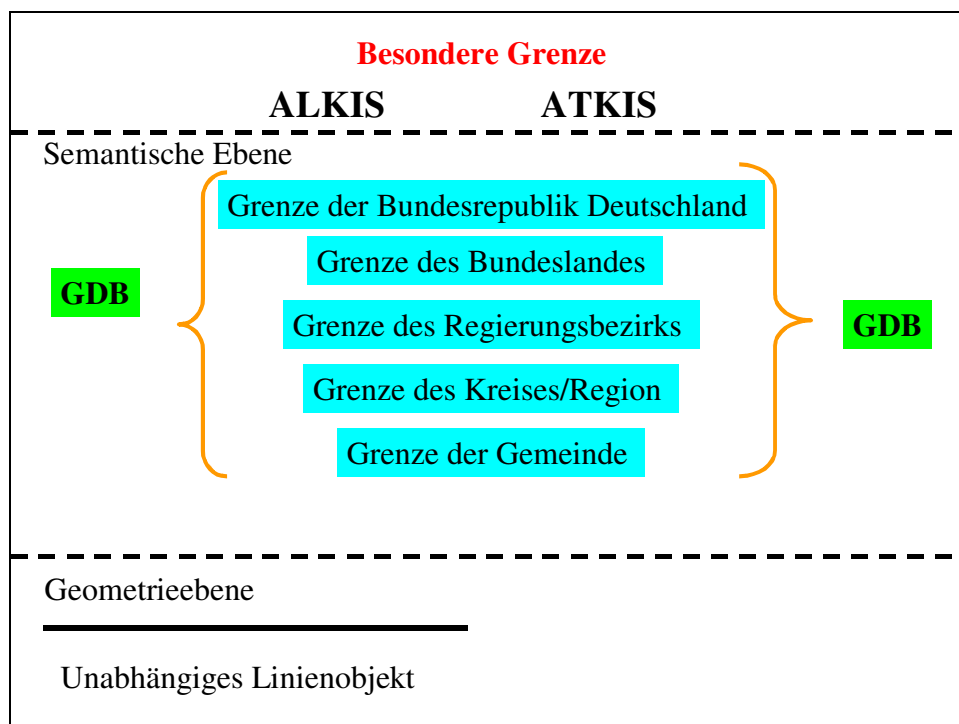 Besondere Grenze
ALKIS ATKIS
Semantische Ebene
Grenze der Bundesrepublik Deutschland
Grenze des Bundeslandes
GDB
Grenze des Regierungsbezirks
GDB
Grenze des Kreises/Region
Grenze der Gemeinde
Geometrieebene
Unabhängiges Linienobjekt